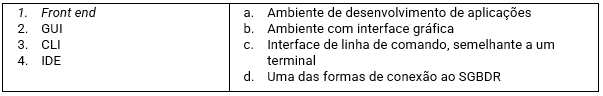 1. Front end
2. GUI
3. CLI
4. IDE
a. Ambiente de desenvolvimento de aplicações
b. Ambiente com interface gráfica
c. Interface de linha de comando, semelhante a um
terminal
d. Uma das formas de conexão ao SGBDR